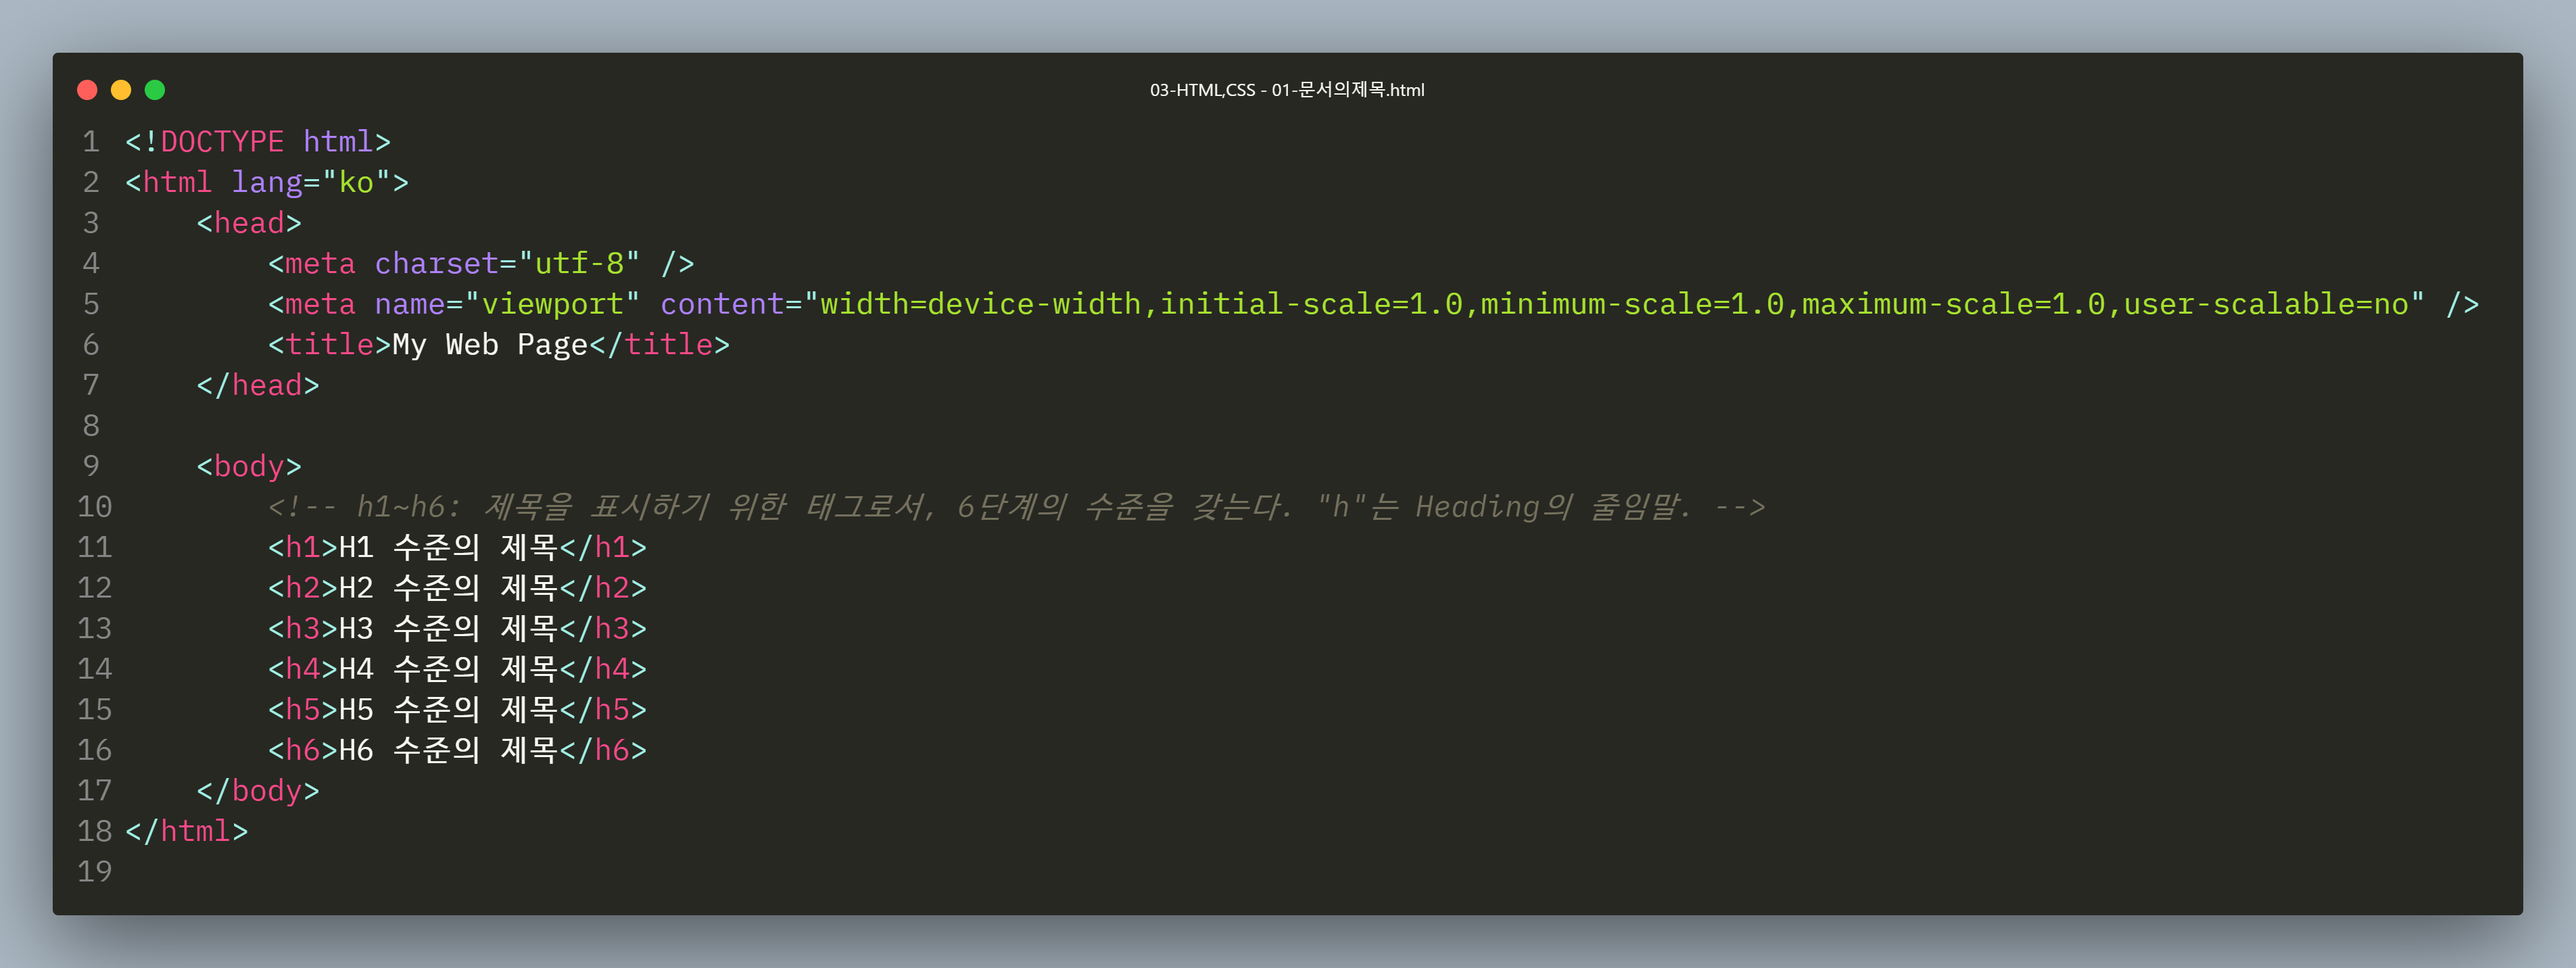 03-HTML,CSS - 01-문서의제목.html
1 <!DOCTYPE html>
2 <html lang="ko">
3     <head>
4         <meta charset="utf-8" />
5         <meta name="viewport" content="width=device-width,initial-scale=1.0,minimum-scale=1.0,maximum-scale=1.0,user-scalable=no" />
6         <title>My Web Page</title>
7     </head>
8
9     <body>
10         <!-- h1~h6: 제목을 표시하기 위한 태그로서, 6단계의 수준을 갖는다. "h"는 Heading의 줄임말. -->
11         <h1>H1 수준의 제목</h1>
12         <h2>H2 수준의 제목</h2>
13         <h3>H3 수준의 제목</h3>
14         <h4>H4 수준의 제목</h4>
15         <h5>H5 수준의 제목</h5>
16         <h6>H6 수준의 제목</h6>
17     </body>
18 </html>
19